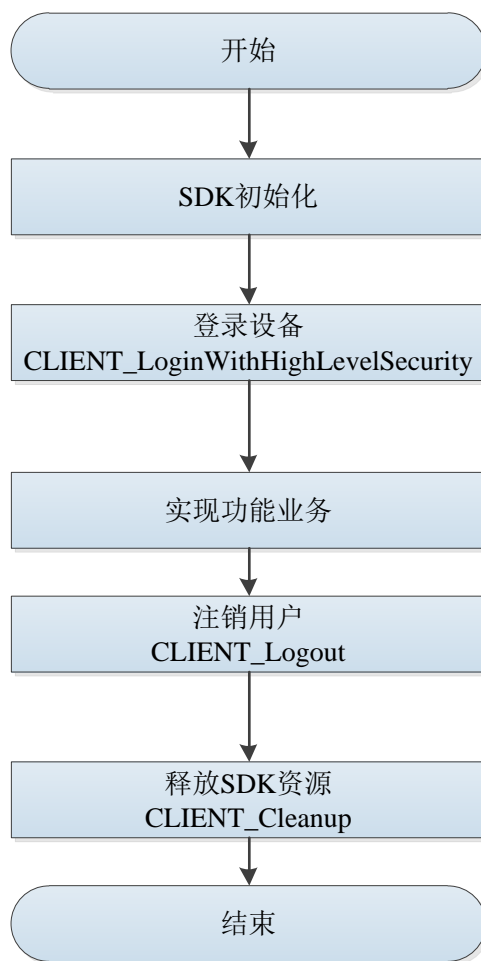 开始
SDK初始化
登录设备
CLIENT_LoginWithHighLevelSecurity
实现功能业务
注销用户
CLIENT_Logout
释放SDK资源
CLIENT_Cleanup
结束